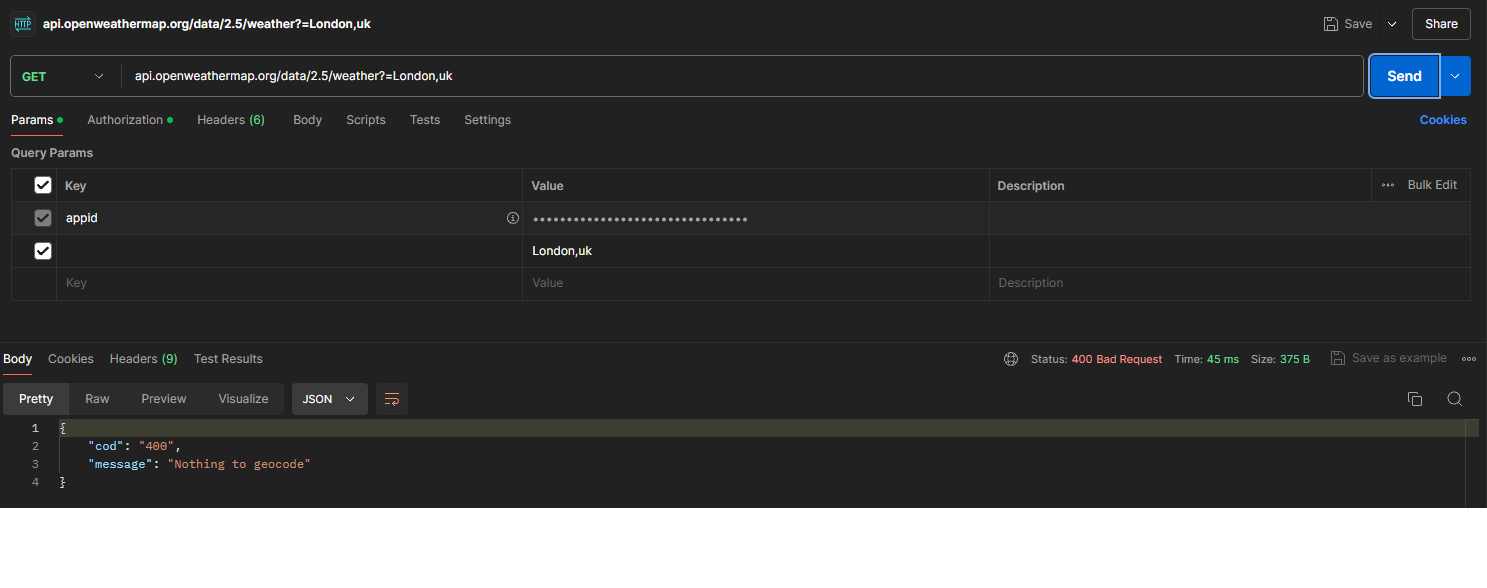 HTTP api.openweathermap.org/data/2.5/weather?=London,uk Save Share
GET api.openweathermap.org/data/2.5/weather?=London,uk Send
Params Authorization Headers (6) Body Scripts Tests Settings Cookies
Query Params
Key Value Description Bulk Edit
appid ••••••••••••••••••••••••••••••••
London,uk
Key Value Description
Body Cookies Headers (9) Test Results Status: 400 Bad Request Time: 45 ms Size: 375 B Save as example
Pretty Raw Preview Visualize JSON
1 {
2 "cod": "400",
3 "message": "Nothing to geocode"
4 }